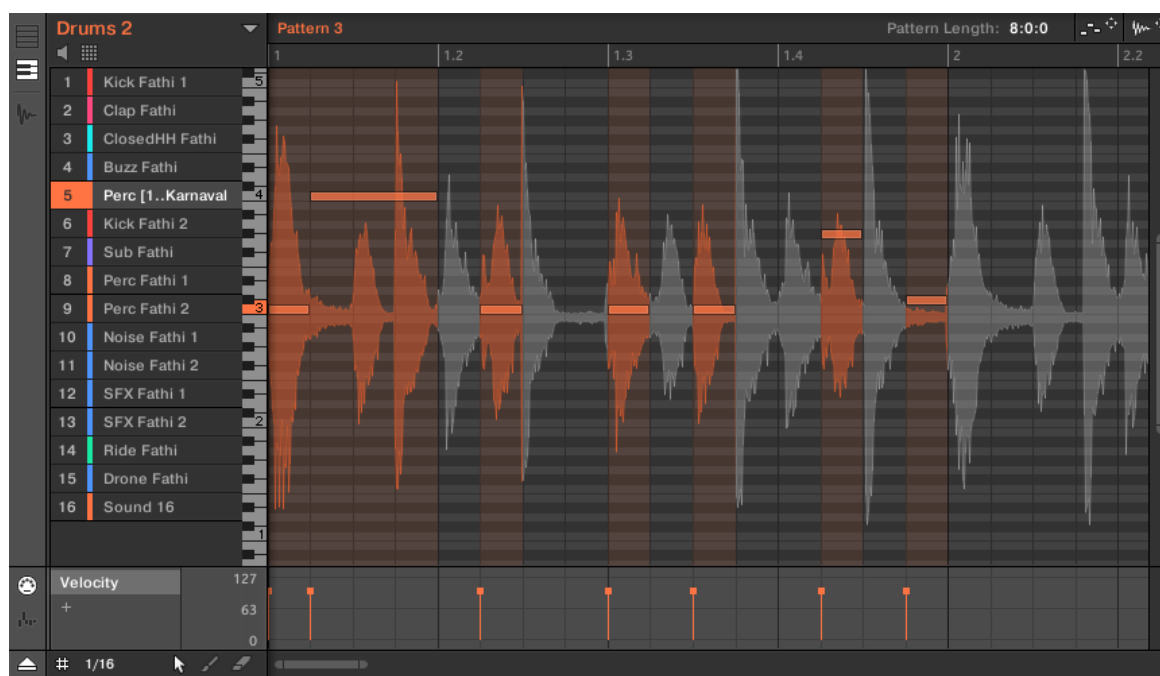 Drums 2
Pattern 3
Pattern Length: 8:0:0
1 1.2 1.3 1.4 2 2.2
1 Kick Fathi 1
2 Clap Fathi
3 ClosedHH Fathi
4 Buzz Fathi
5 Perc [1..Karnaval
6 Kick Fathi 2
7 Sub Fathi
8 Perc Fathi 1
9 Perc Fathi 2
10 Noise Fathi 1
11 Noise Fathi 2
12 SFX Fathi 1
13 SFX Fathi 2
14 Ride Fathi
15 Drone Fathi
16 Sound 16
5
4
3
2
1
Velocity
+
127
63
0
1/16